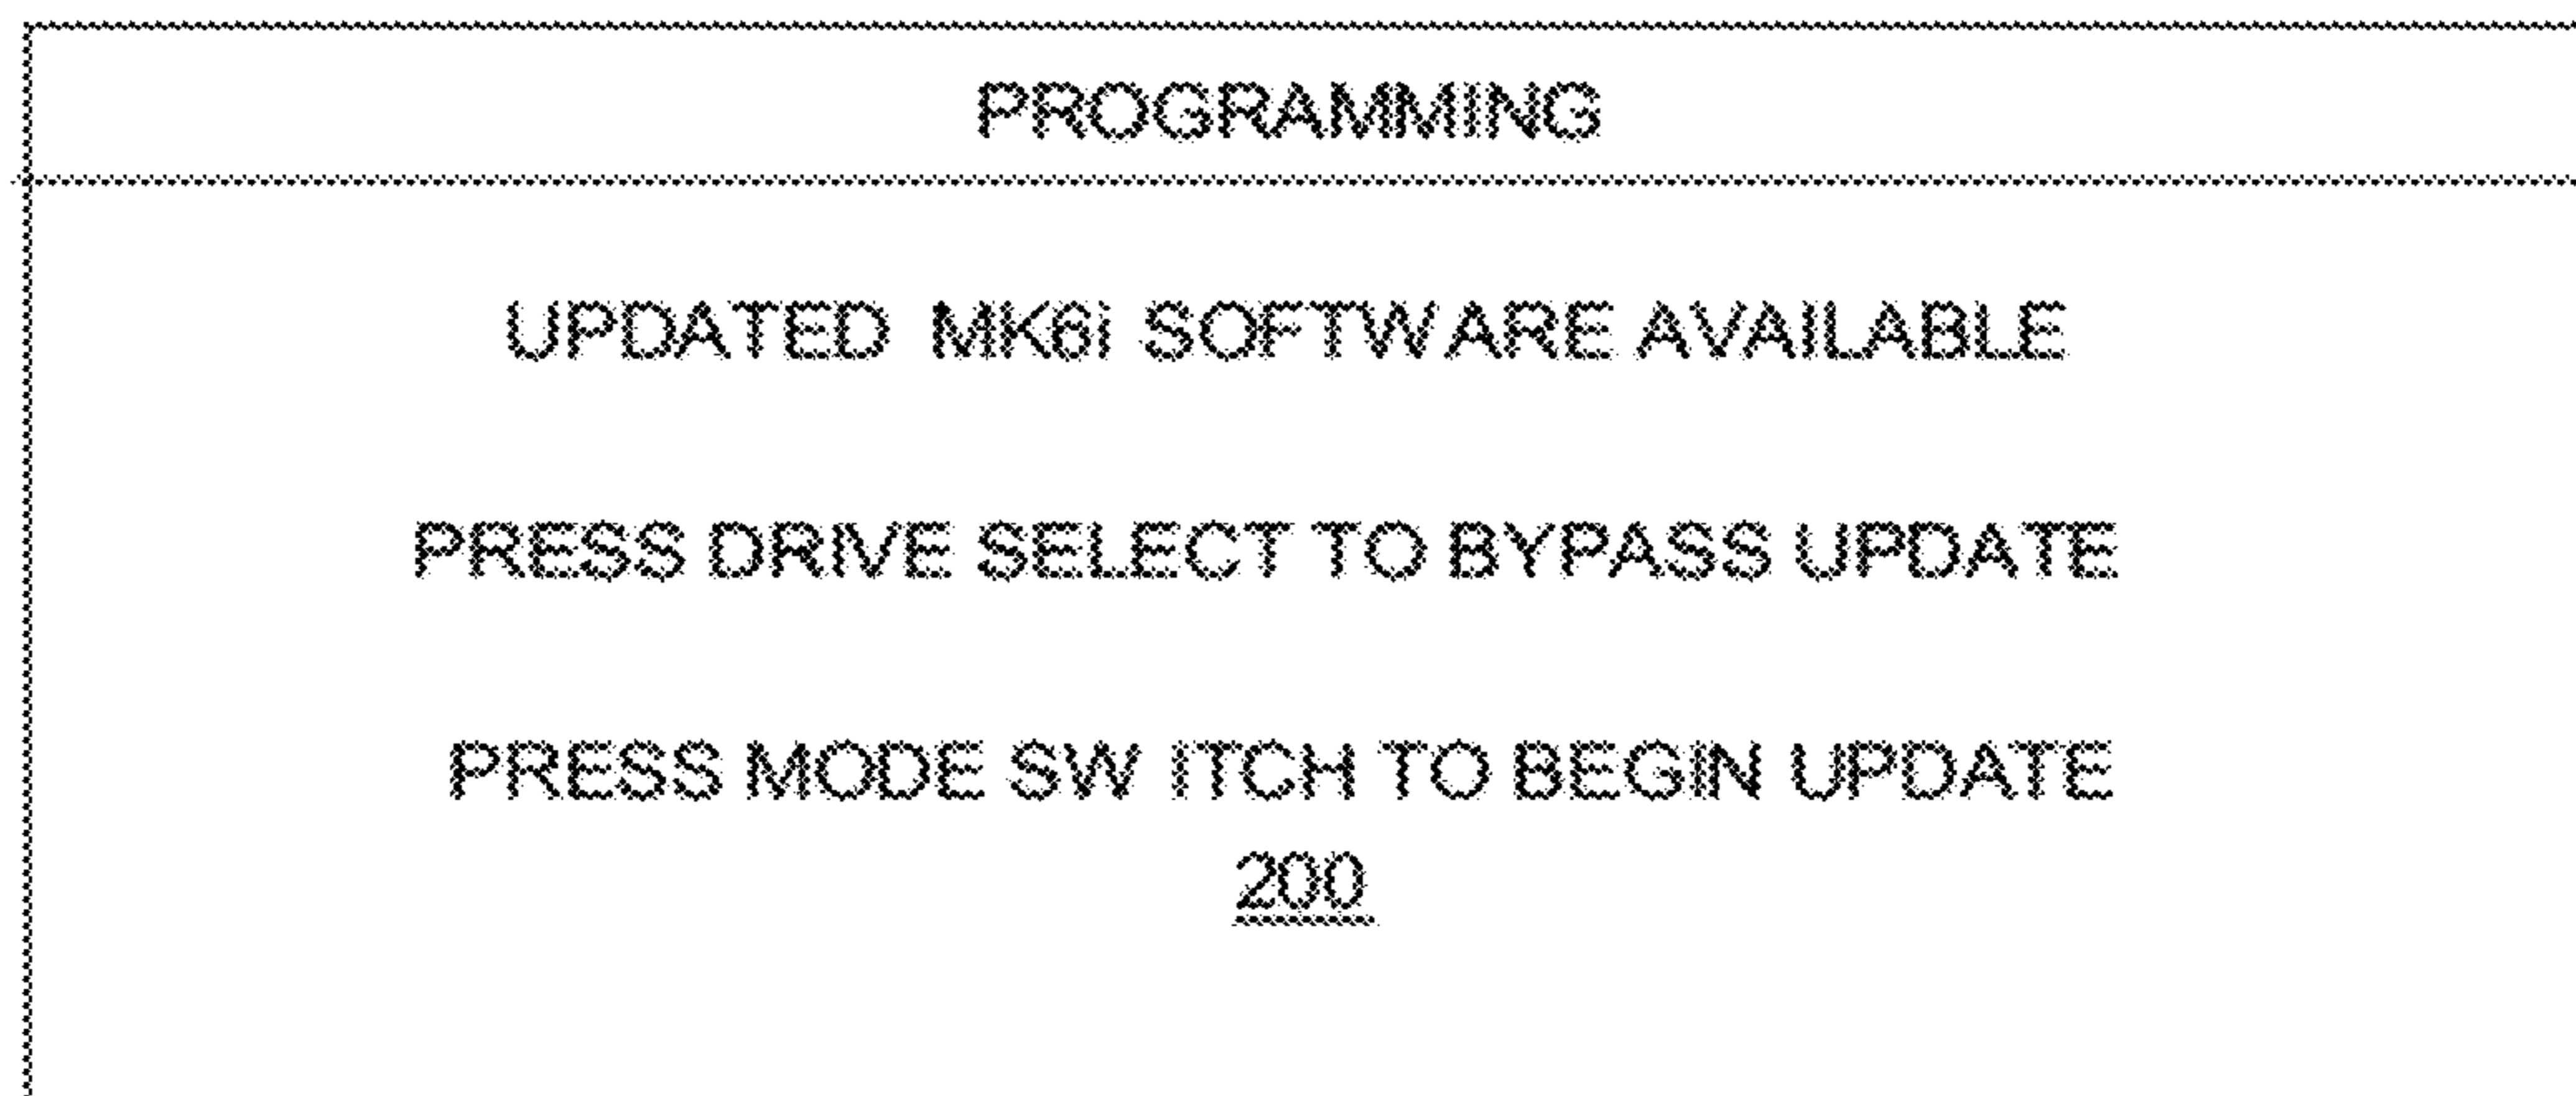 PROGRAMMING
UPDATED MK6i SOFTWARE AVAILABLE
PRESS DRIVE SELECT TO BYPASS UPDATE
PRESS MODE SW ITCH TO BEGIN UPDATE
200